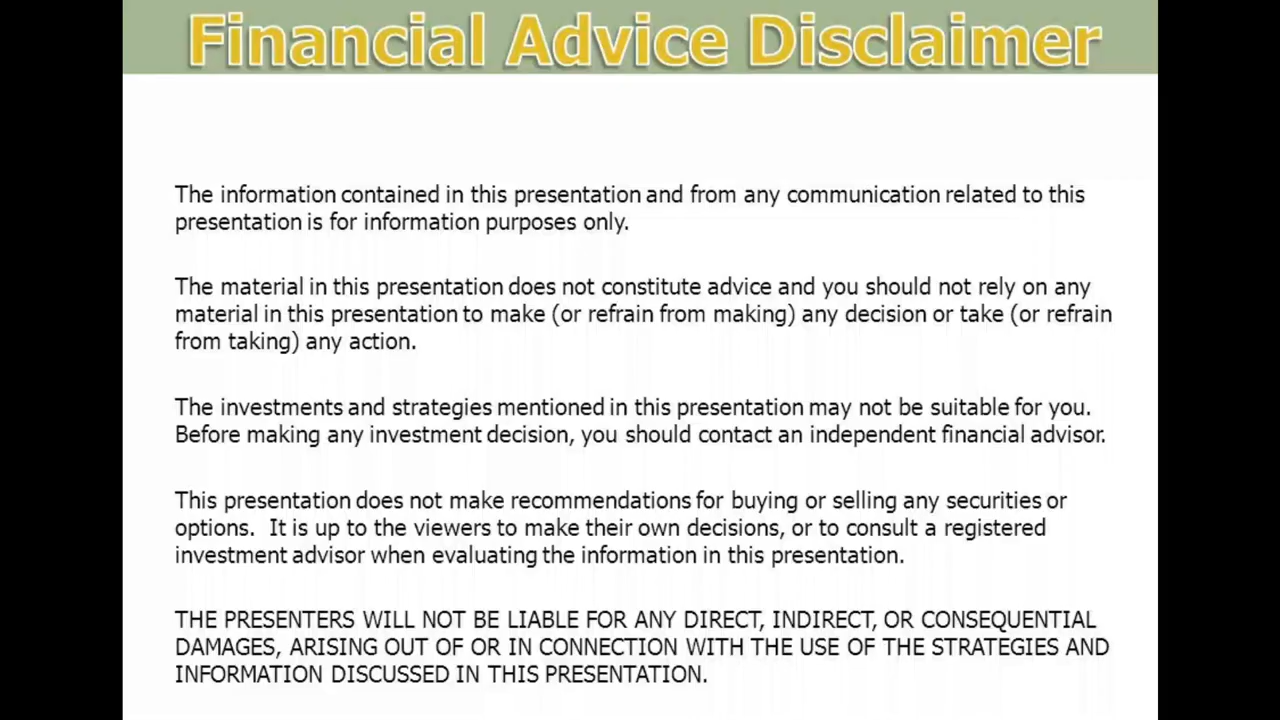 Financial Advice Disclaimer
The information contained in this presentation and from any communication related to this
presentation is for information purposes only.
The material in this presentation does not constitute advice and you should not rely on any
material in this presentation to make (or refrain from making) any decision or take (or refrain
from taking) any action.
The investments and strategies mentioned in this presentation may not be suitable for you.
Before making any investment decision, you should contact an independent financial advisor.
This presentation does not make recommendations for buying or selling any securities or
options.  It is up to the viewers to make their own decisions, or to consult a registered
investment advisor when evaluating the information in this presentation.
THE PRESENTERS WILL NOT BE LIABLE FOR ANY DIRECT, INDIRECT, OR CONSEQUENTIAL
DAMAGES, ARISING OUT OF OR IN CONNECTION WITH THE USE OF THE STRATEGIES AND
INFORMATION DISCUSSED IN THIS PRESENTATION.